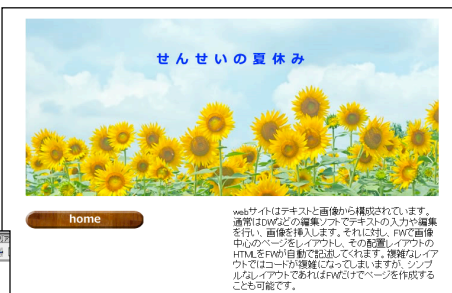 せんせいの夏休み
home
webサイトはテキストと画像から構成されています。
通常はDWなどの編集ソフトでテキストの入力や編集
を行い、画像を挿入します。それに対し、FWで画像
中心のページをレイアウトし、その配置レイアウトの
HTMLをFWが自動で記述してくれます。複雑なレイア
ウトではコードが複雑になってしまいますが、シンプ
ルなレイアウトであればFWだけでページを作成する
ことも可能です。